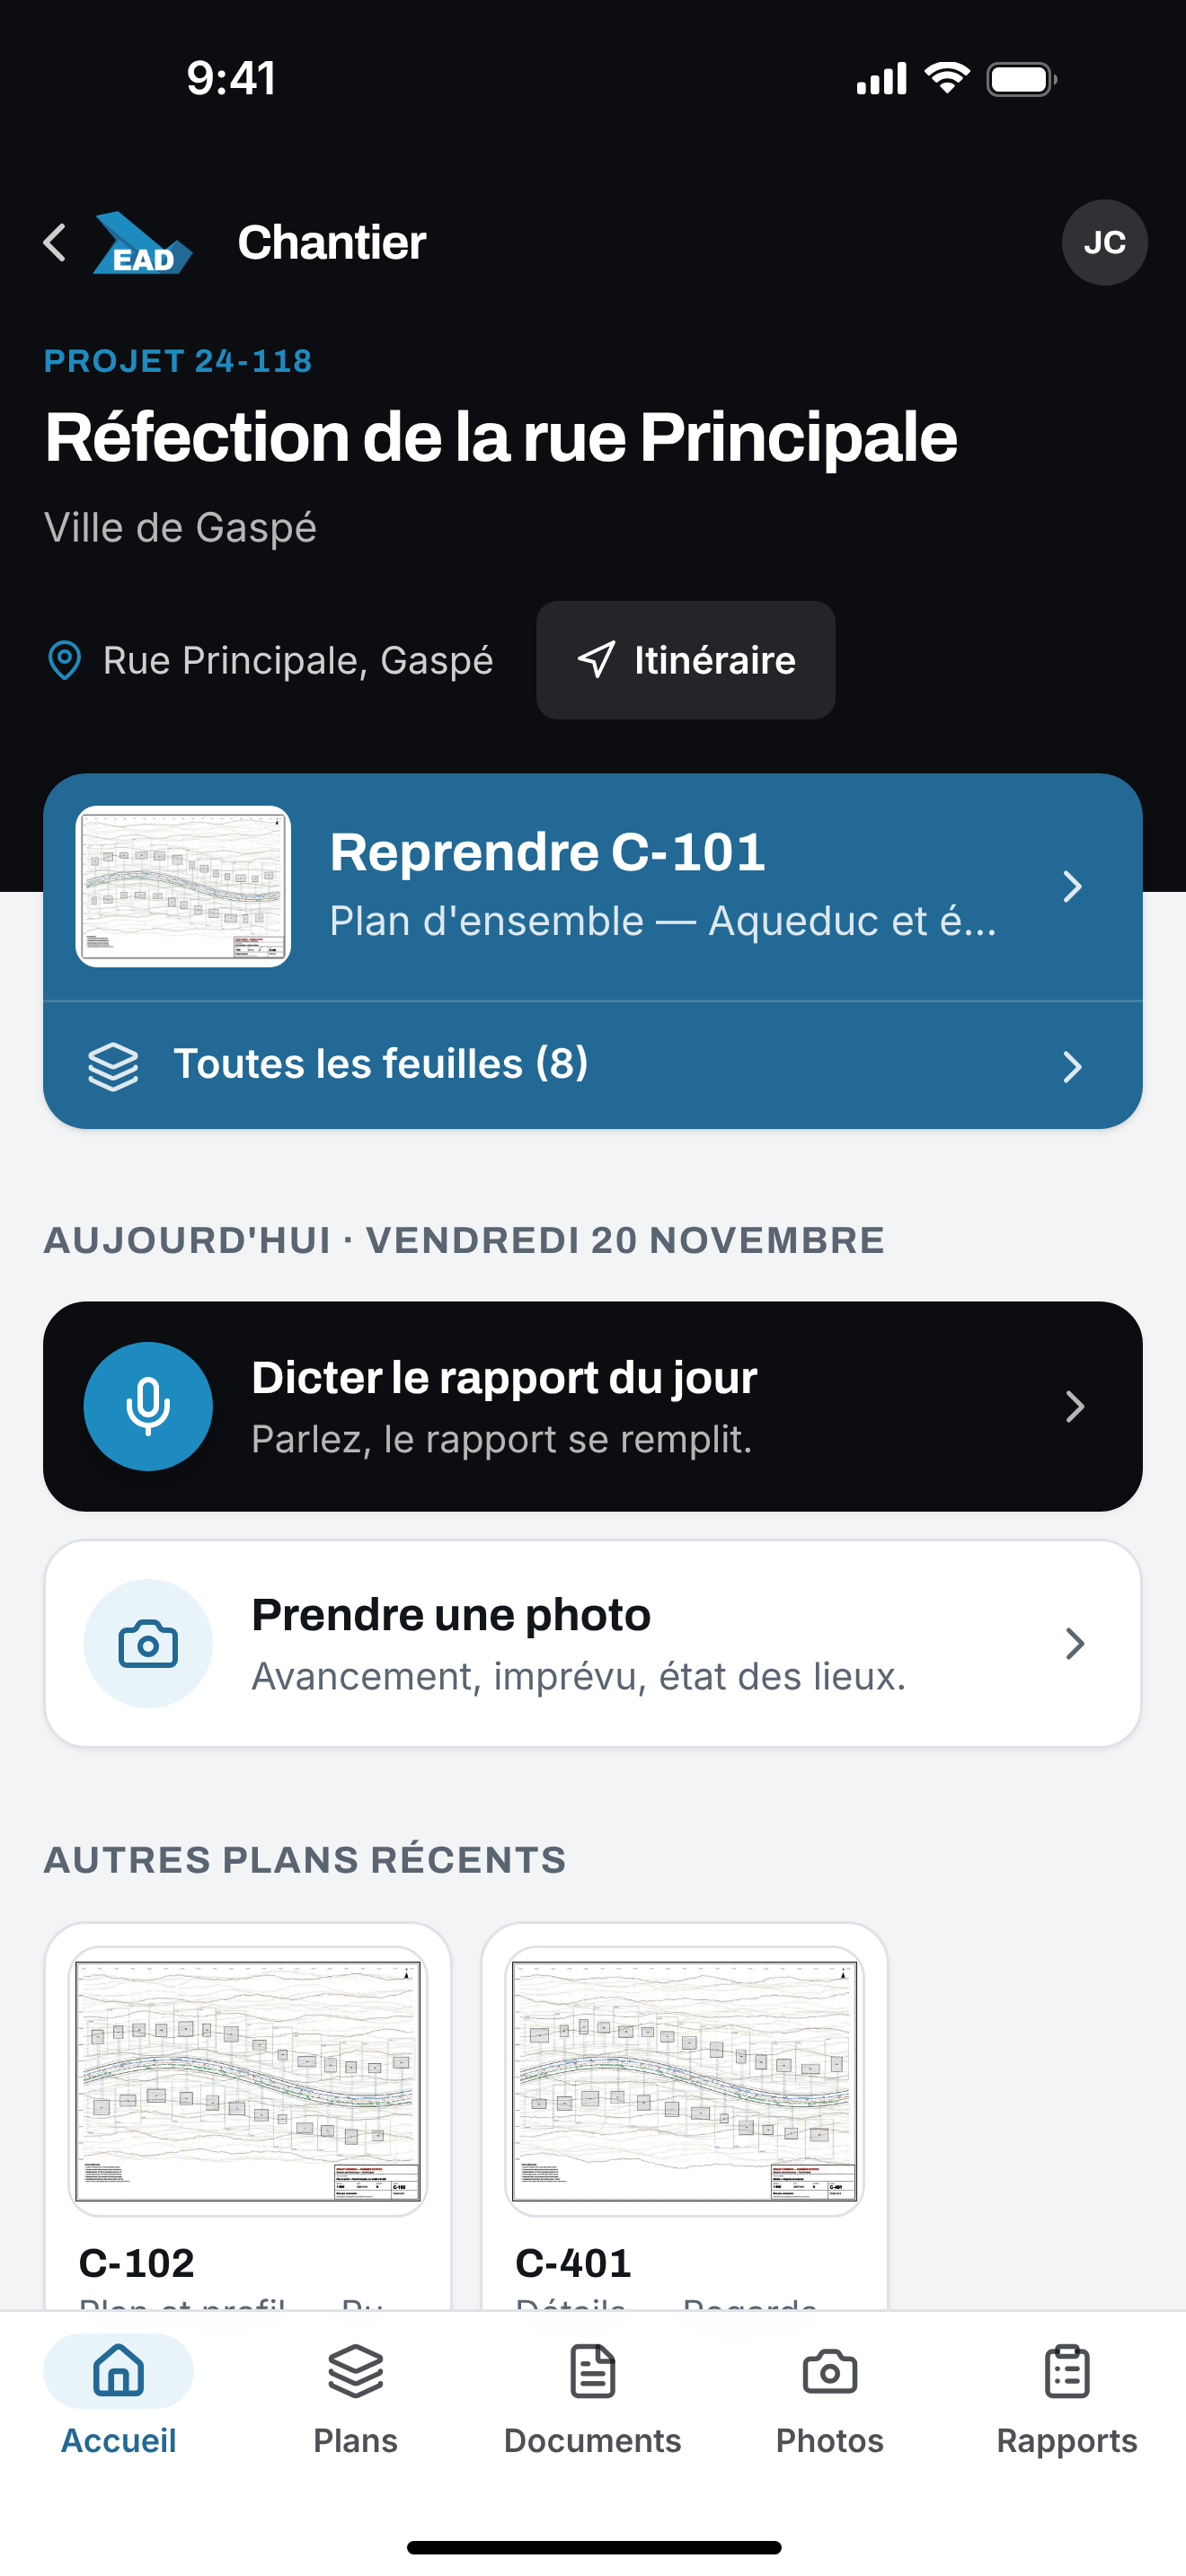 9:41
EAD
Chantier
JC
PROJET 24-118
Réfection de la rue Principale
Ville de Gaspé
Rue Principale, Gaspé
Itinéraire
Reprendre C-101
Plan d'ensemble — Aqueduc et é...
Toutes les feuilles (8)
AUJOURD'HUI · VENDREDI 20 NOVEMBRE
Dicter le rapport du jour
Parlez, le rapport se remplit.
Prendre une photo
Avancement, imprévu, état des lieux.
AUTRES PLANS RÉCENTS
C-102
C-401
Accueil
Plans
Documents
Photos
Rapports